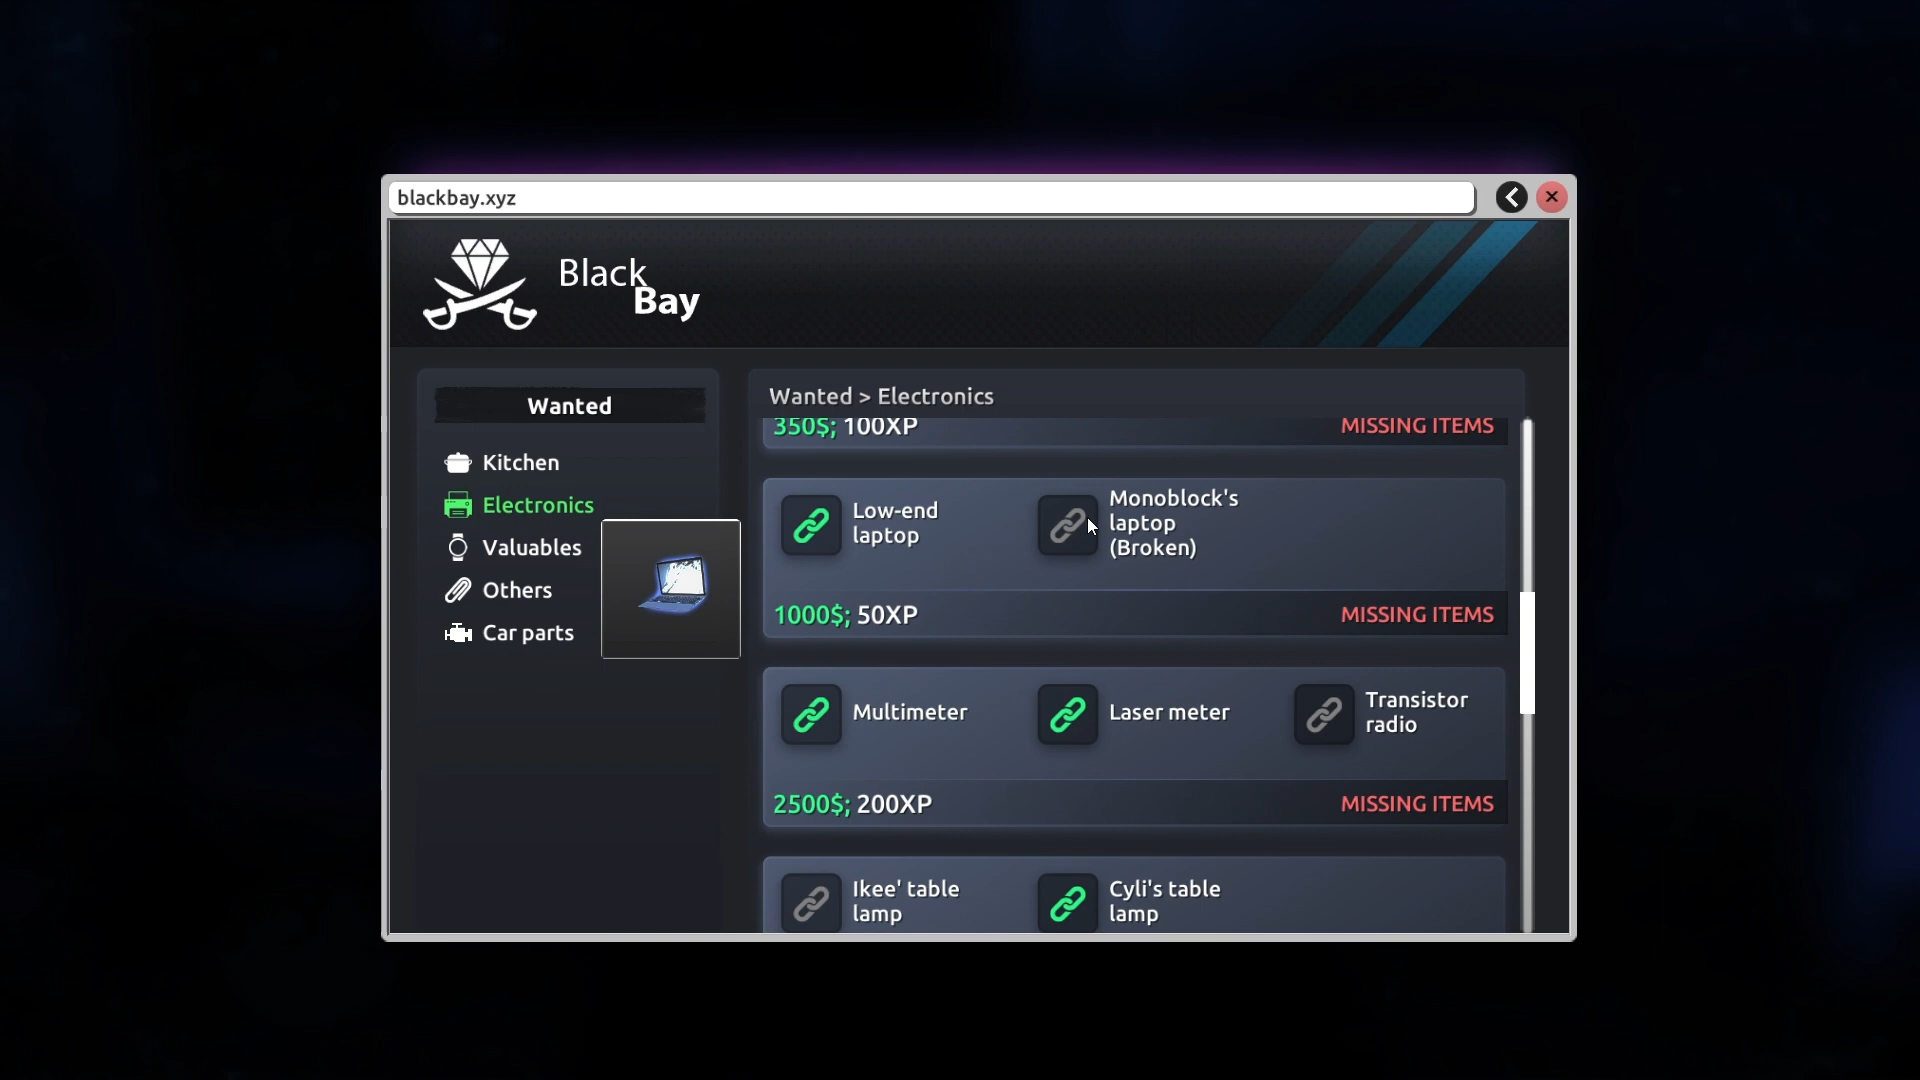 blackbay.xyz
Black
Bay
Wanted
Kitchen
Electronics
Valuables
Others
Car parts
Wanted > Electronics
350$; 100XP
MISSING ITEMS
Low-end
laptop
Monoblock's
laptop
(Broken)
1000$; 50XP
MISSING ITEMS
Multimeter
Laser meter
Transistor
radio
2500$; 200XP
MISSING ITEMS
Ikee' table
lamp
Cyli's table
lamp